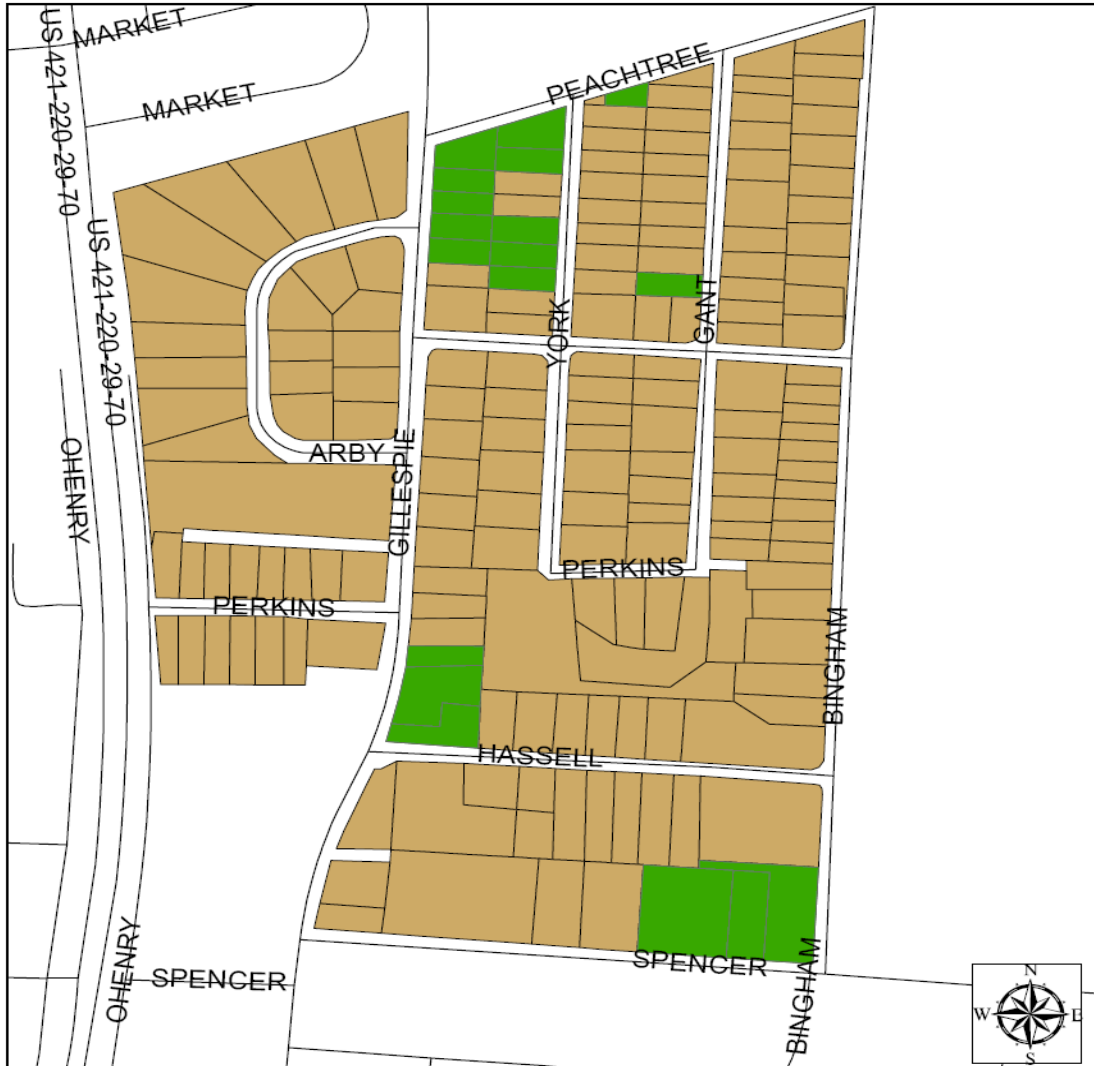 MARKET
US 421-220-29-70
PEACHTREE
MARKET
US 421-220-29-70
GANT
YORK
OHENRY
ARBY
GILLESPIE
PERKINS
PERKINS
BINGHAM
HASSELL
SPENCER
OHENRY
SPENCER
BINGHAM
N
W
E
S